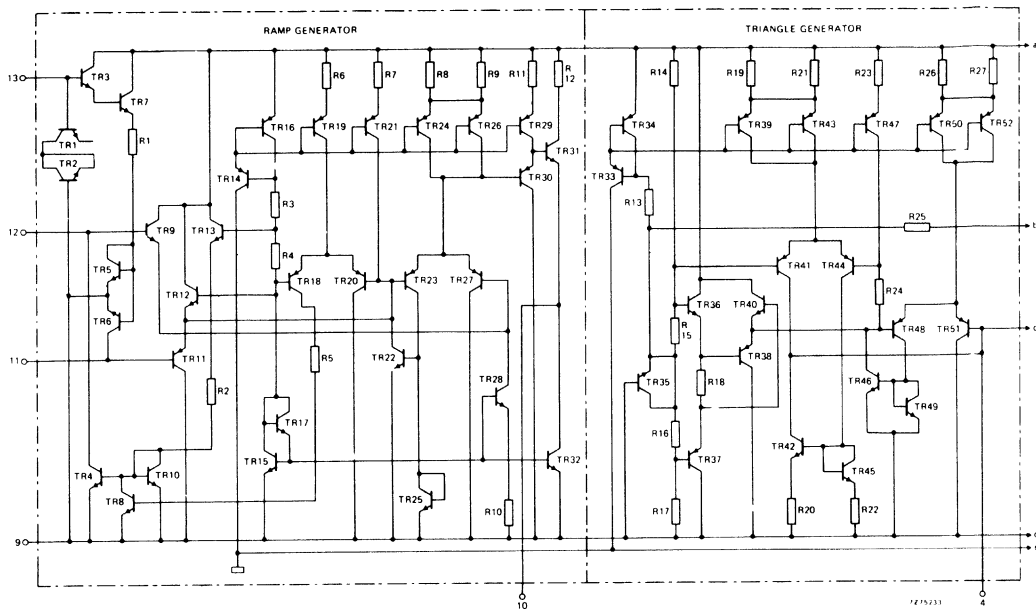 RAMP GENERATOR
TRIANGLE GENERATOR
13
TR3
TR7
R1
TR1
TR2
R6
R7
R8
R9
R11
R
12
R14
R19
R21
R23
R26
R27
TR16
TR19
TR21
TR24
TR26
TR29
TR31
TR30
TR34
TR39
TR43
TR47
TR50
TR52
TR14
R3
TR33
R13
12
TR9
TR13
R4
R25
TR5
TR12
TR18
TR20
TR23
TR27
TR41
TR44
R24
TR6
TR36
TR40
R
15
TR48
TR51
11
TR11
R5
TR22
TR38
R2
TR28
TR35
R18
TR46
TR49
TR17
R16
TR4
TR10
TR15
TR32
TR37
TR42
TR45
TR8
TR25
R10
R17
R20
R22
9
10
4
7Z75233